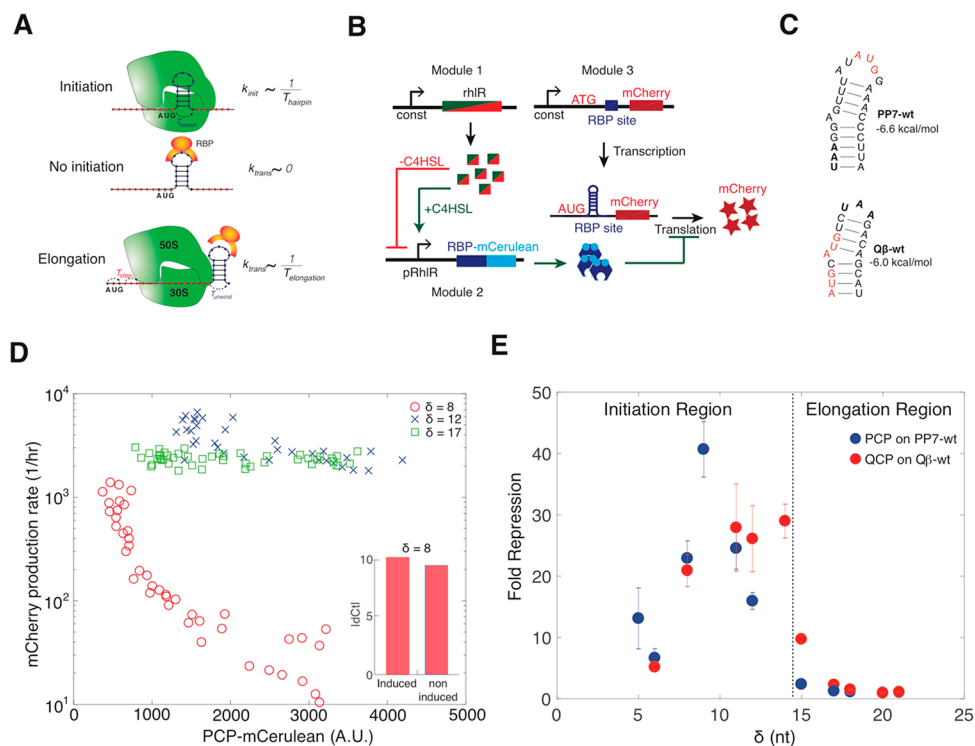 A
Initiation
AUG
T_hairpin
k_init ~ 1/T_hairpin
RBP
No initiation
AUG
k_trans ~ 0
Elongation
50S
30S
T_step
AUG
T_unwind
k_trans ~ 1/T_elongation
B
Module 1
rhlR
const
-C4HSL
+C4HSL
pRhlR
RBP-mCerulean
Module 2
Module 3
ATG
mCherry
const
RBP site
Transcription
AUG
mCherry
RBP site
Translation
mCherry
C
PP7-wt
-6.6 kcal/mol
Qβ-wt
-6.0 kcal/mol
D
mCherry production rate (1/hr)
10^4
10^3
10^2
10^1
0
1000
2000
3000
4000
5000
PCP-mCerulean (A.U.)
δ = 8
δ = 12
δ = 17
δ = 8
10
5
0
Induced
non
induced
E
Fold Repression
50
40
30
20
10
0
0
5
10
15
20
25
δ (nt)
Initiation Region
Elongation Region
PCP on PP7-wt
QCP on Qβ-wt